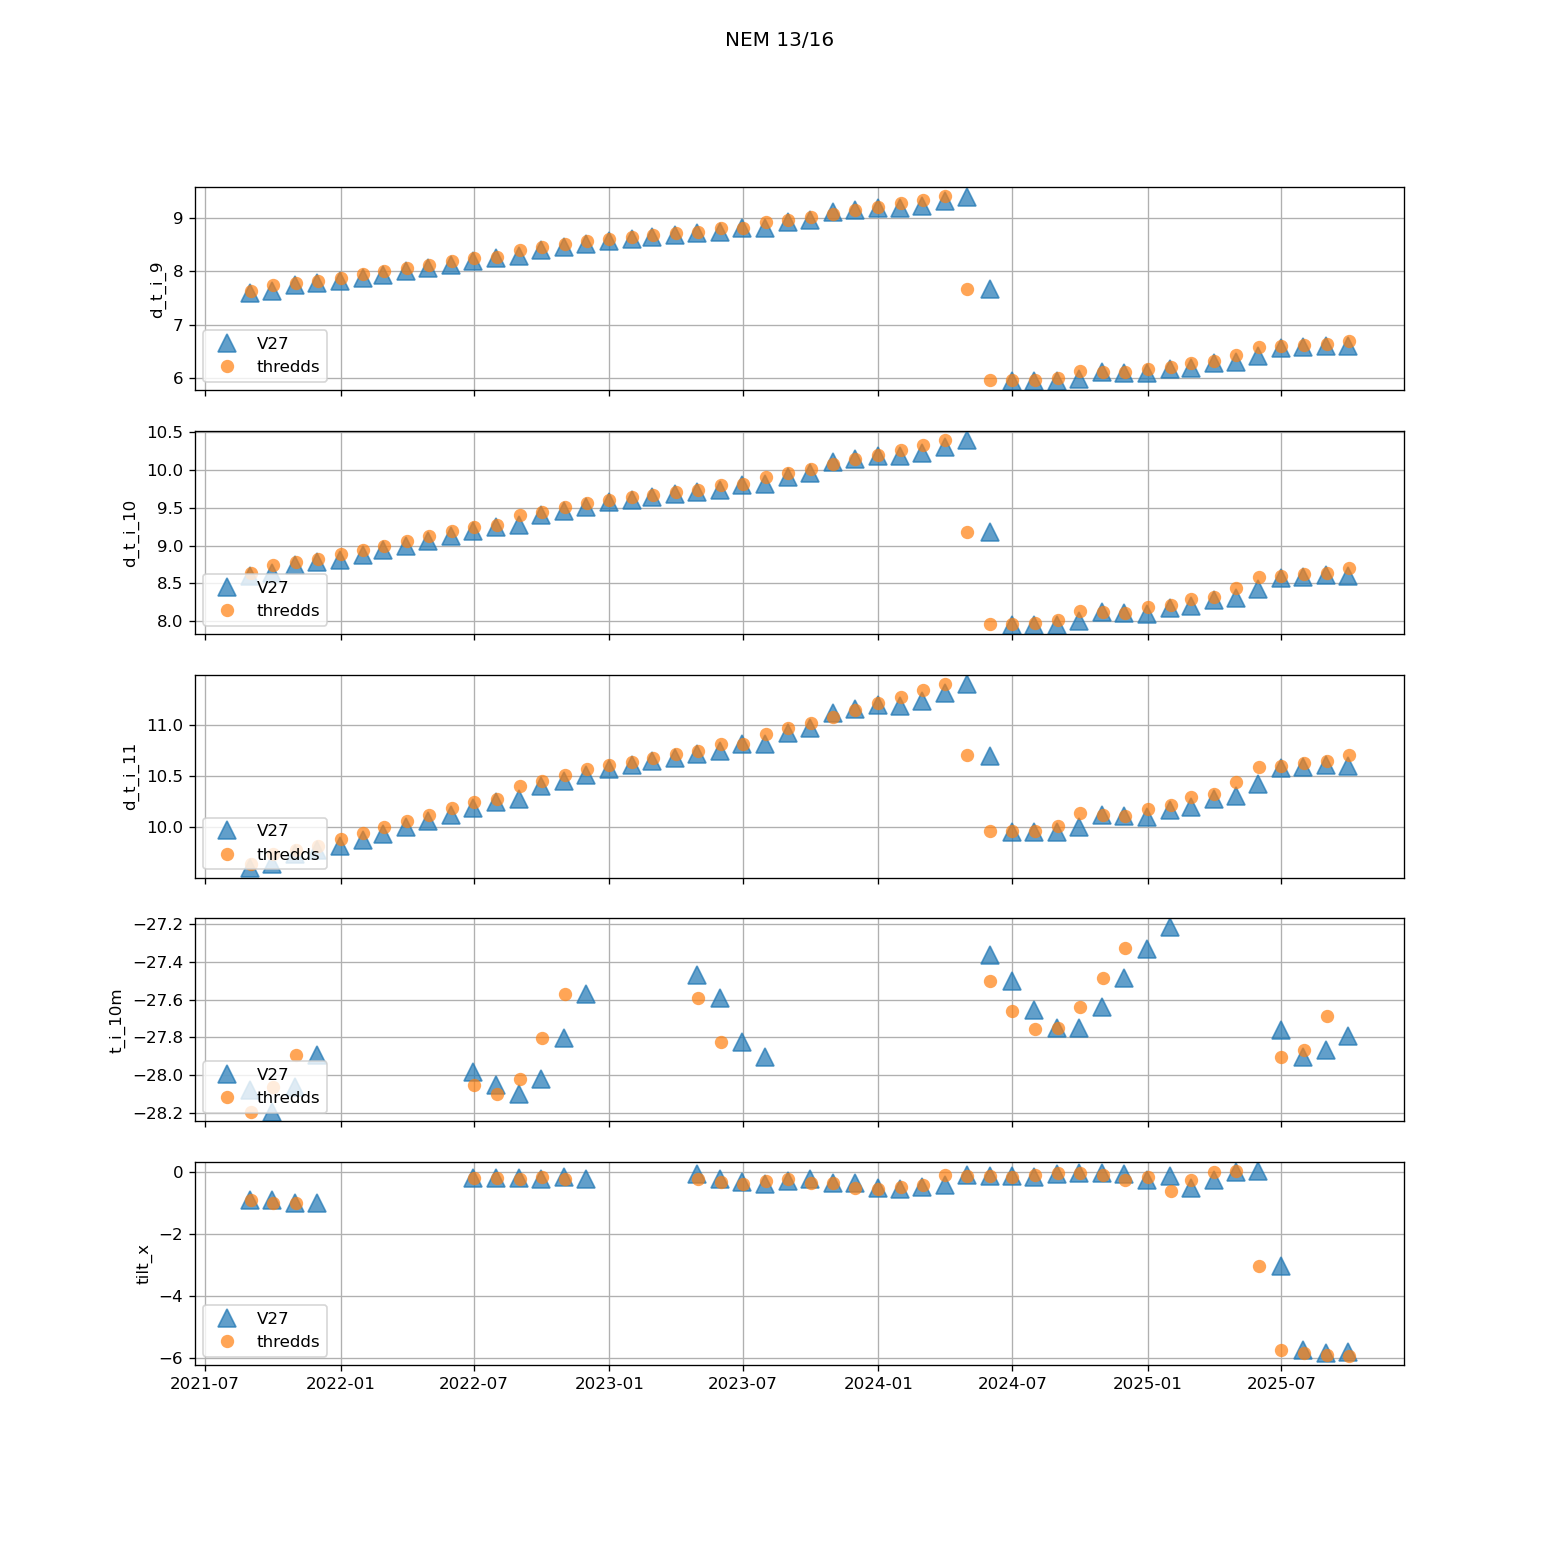 NEM 13/16
9
8
7
6
d_t_i_9
V27
thredds
10.5
10.0
9.5
9.0
8.5
8.0
d_t_i_10
V27
thredds
11.0
10.5
10.0
d_t_i_11
V27
thredds
−27.2
−27.4
−27.6
−27.8
−28.0
−28.2
t_i_10m
V27
thredds
0
−2
−4
−6
tilt_x
V27
thredds
2021-07 2022-01 2022-07 2023-01 2023-07 2024-01 2024-07 2025-01 2025-07